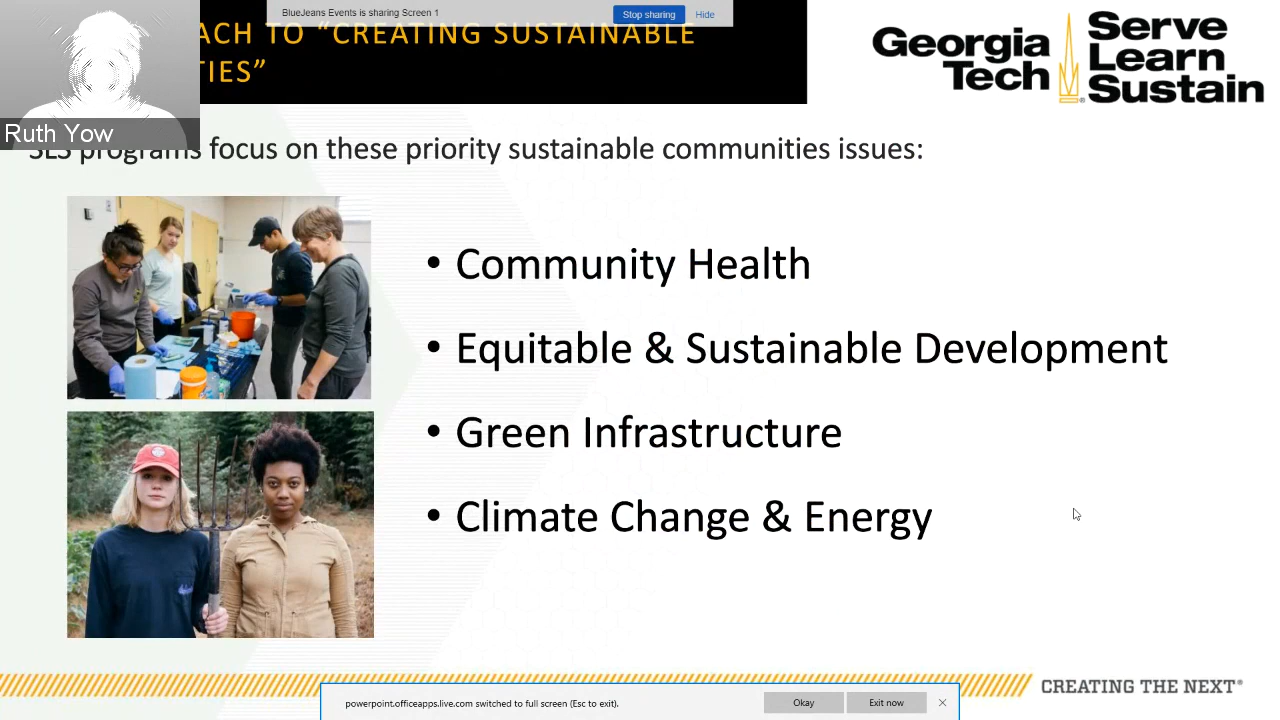 BlueJeans Events is sharing Screen 1
Stop sharing
Hide
ACH TO “CREATING SUSTAINABLE
TIES”
Georgia
Tech
Serve
Learn
Sustain
Ruth Yow
SLS programs focus on these priority sustainable communities issues:
• Community Health
• Equitable & Sustainable Development
• Green Infrastructure
• Climate Change & Energy
CREATING THE NEXT®
powerpoint.officeapps.live.com switched to full screen (Esc to exit).
Okay
Exit now